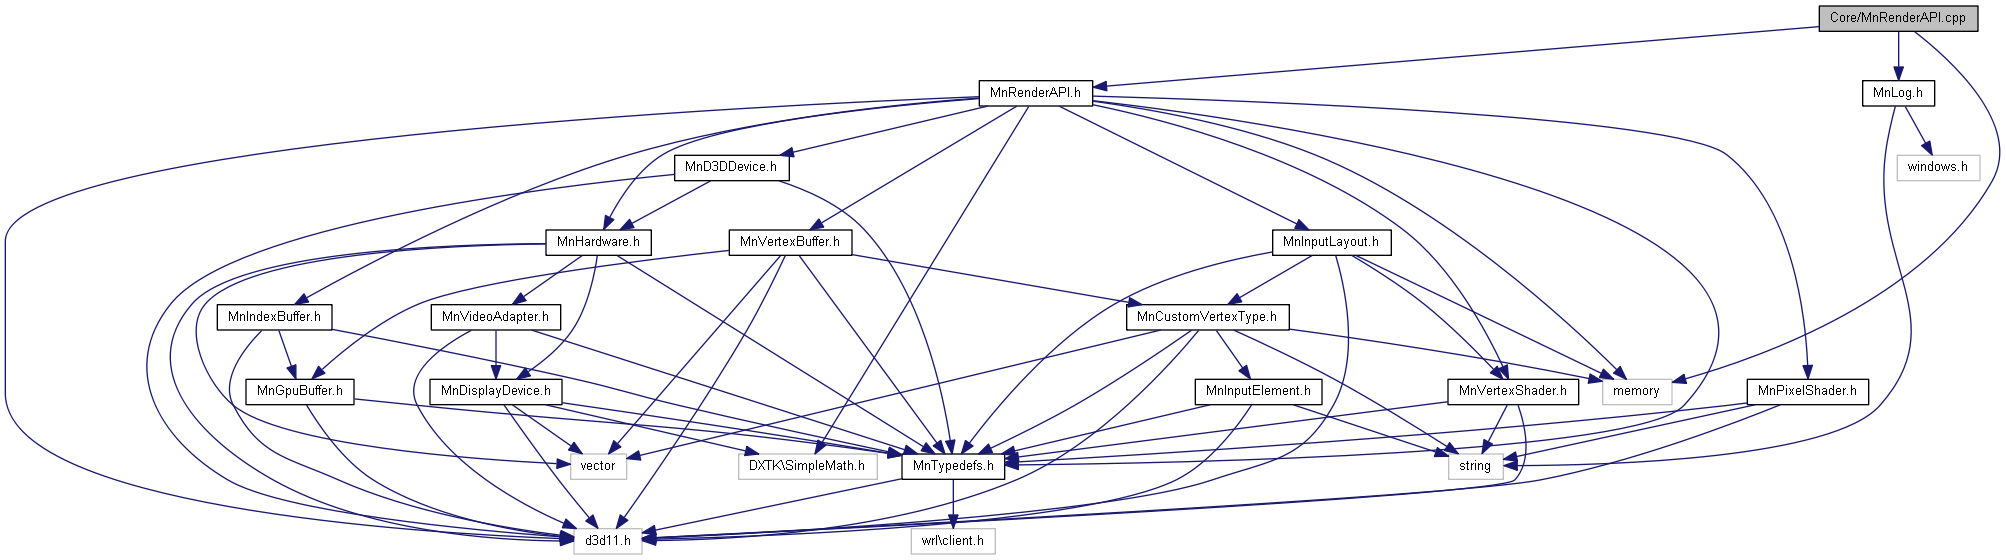 Core/MnRenderAPI.cpp
MnRenderAPI.h
MnLog.h
MnD3DDevice.h
windows.h
MnHardware.h
MnVertexBuffer.h
MnInputLayout.h
MnIndexBuffer.h
MnVideoAdapter.h
MnCustomVertexType.h
MnGpuBuffer.h
MnDisplayDevice.h
MnInputElement.h
MnVertexShader.h
memory
MnPixelShader.h
vector
DXTK\SimpleMath.h
MnTypedefs.h
string
d3d11.h
wrl\client.h